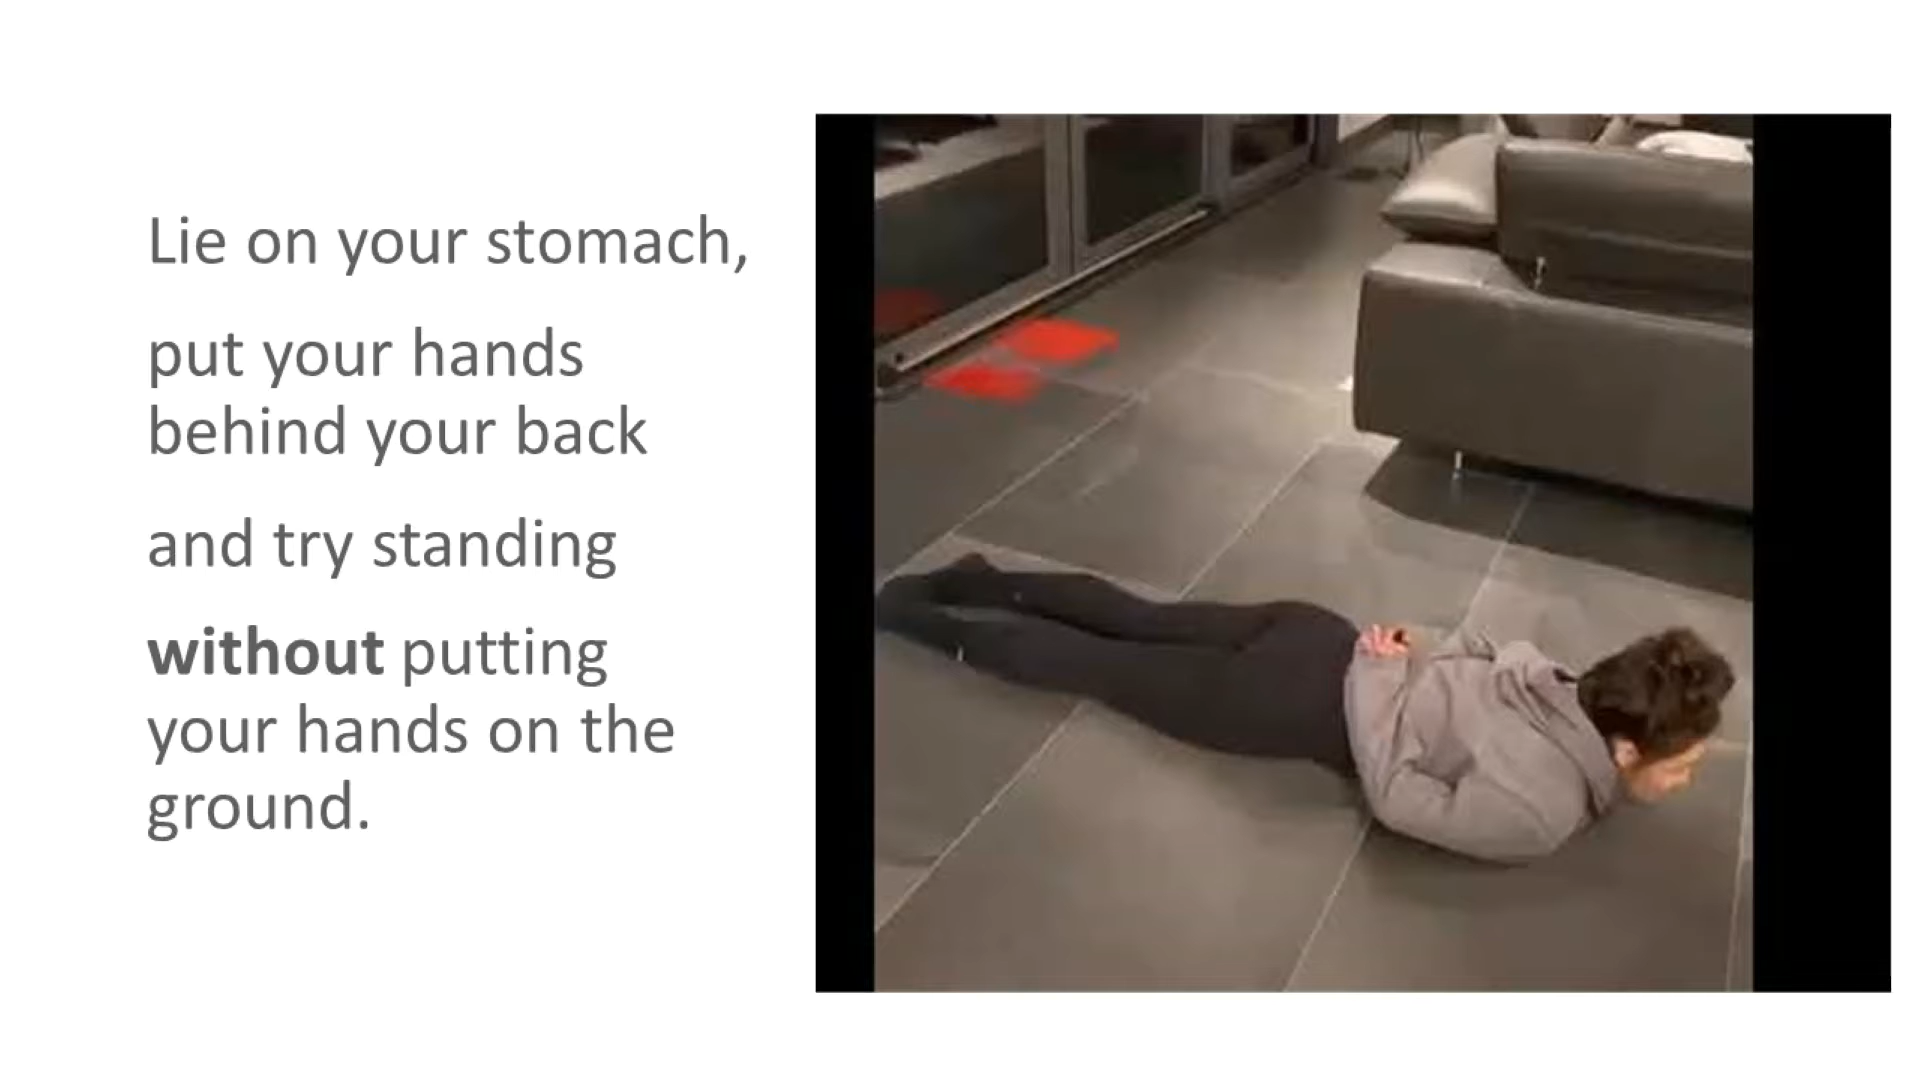 Lie on your stomach,
put your hands
behind your back
and try standing
without putting
your hands on the
ground.